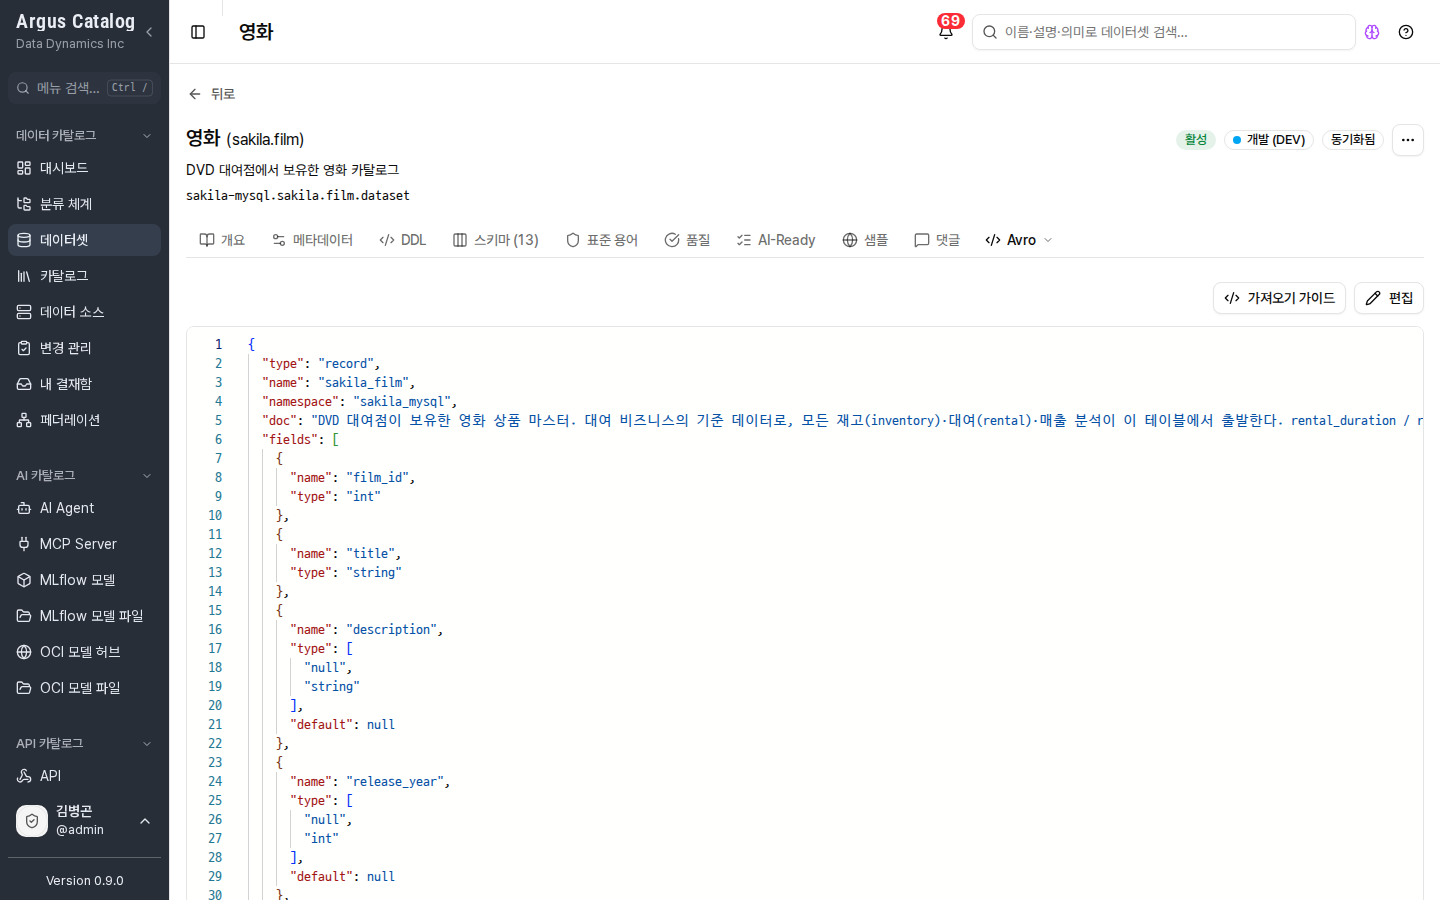 Argus Catalog
Data Dynamics Inc
메뉴 검색... Ctrl /
데이터 카탈로그
대시보드
분류 체계
데이터셋
카탈로그
데이터 소스
변경 관리
내 결재함
페더레이션
AI 카탈로그
AI Agent
MCP Server
MLflow 모델
MLflow 모델 파일
OCI 모델 허브
OCI 모델 파일
API 카탈로그
API
김병곤
@admin
Version 0.9.0
영화
69
이름·설명·의미로 데이터셋 검색...
뒤로
영화 (sakila.film)
활성 개발 (DEV) 동기화됨
DVD 대여점에서 보유한 영화 카탈로그
sakila-mysql.sakila.film.dataset
개요 메타데이터 DDL 스키마 (13) 표준 용어 품질 AI-Ready 샘플 댓글 Avro
가져오기 가이드 편집
1 {
2 "type": "record",
3 "name": "sakila_film",
4 "namespace": "sakila_mysql",
5 "doc": "DVD 대여점이 보유한 영화 상품 마스터. 대여 비즈니스의 기준 데이터로, 모든 재고(inventory)·대여(rental)·매출 분석이 이 테이블에서 출발한다. rental_duration / r
6 "fields": [
7 {
8 "name": "film_id",
9 "type": "int"
10 },
11 {
12 "name": "title",
13 "type": "string"
14 },
15 {
16 "name": "description",
17 "type": [
18 "null",
19 "string"
20 ],
21 "default": null
22 },
23 {
24 "name": "release_year",
25 "type": [
26 "null",
27 "int"
28 ],
29 "default": null
30 },